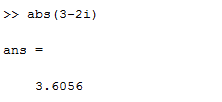 >> abs(3-2i)
ans =
3.6056